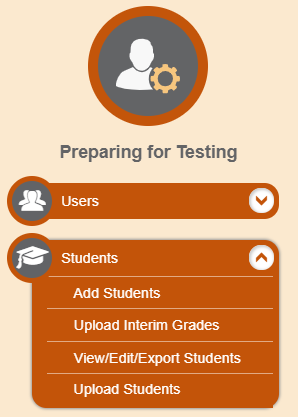 Preparing for Testing
Users
Students
Add Students
Upload Interim Grades
View/Edit/Export Students
Upload Students